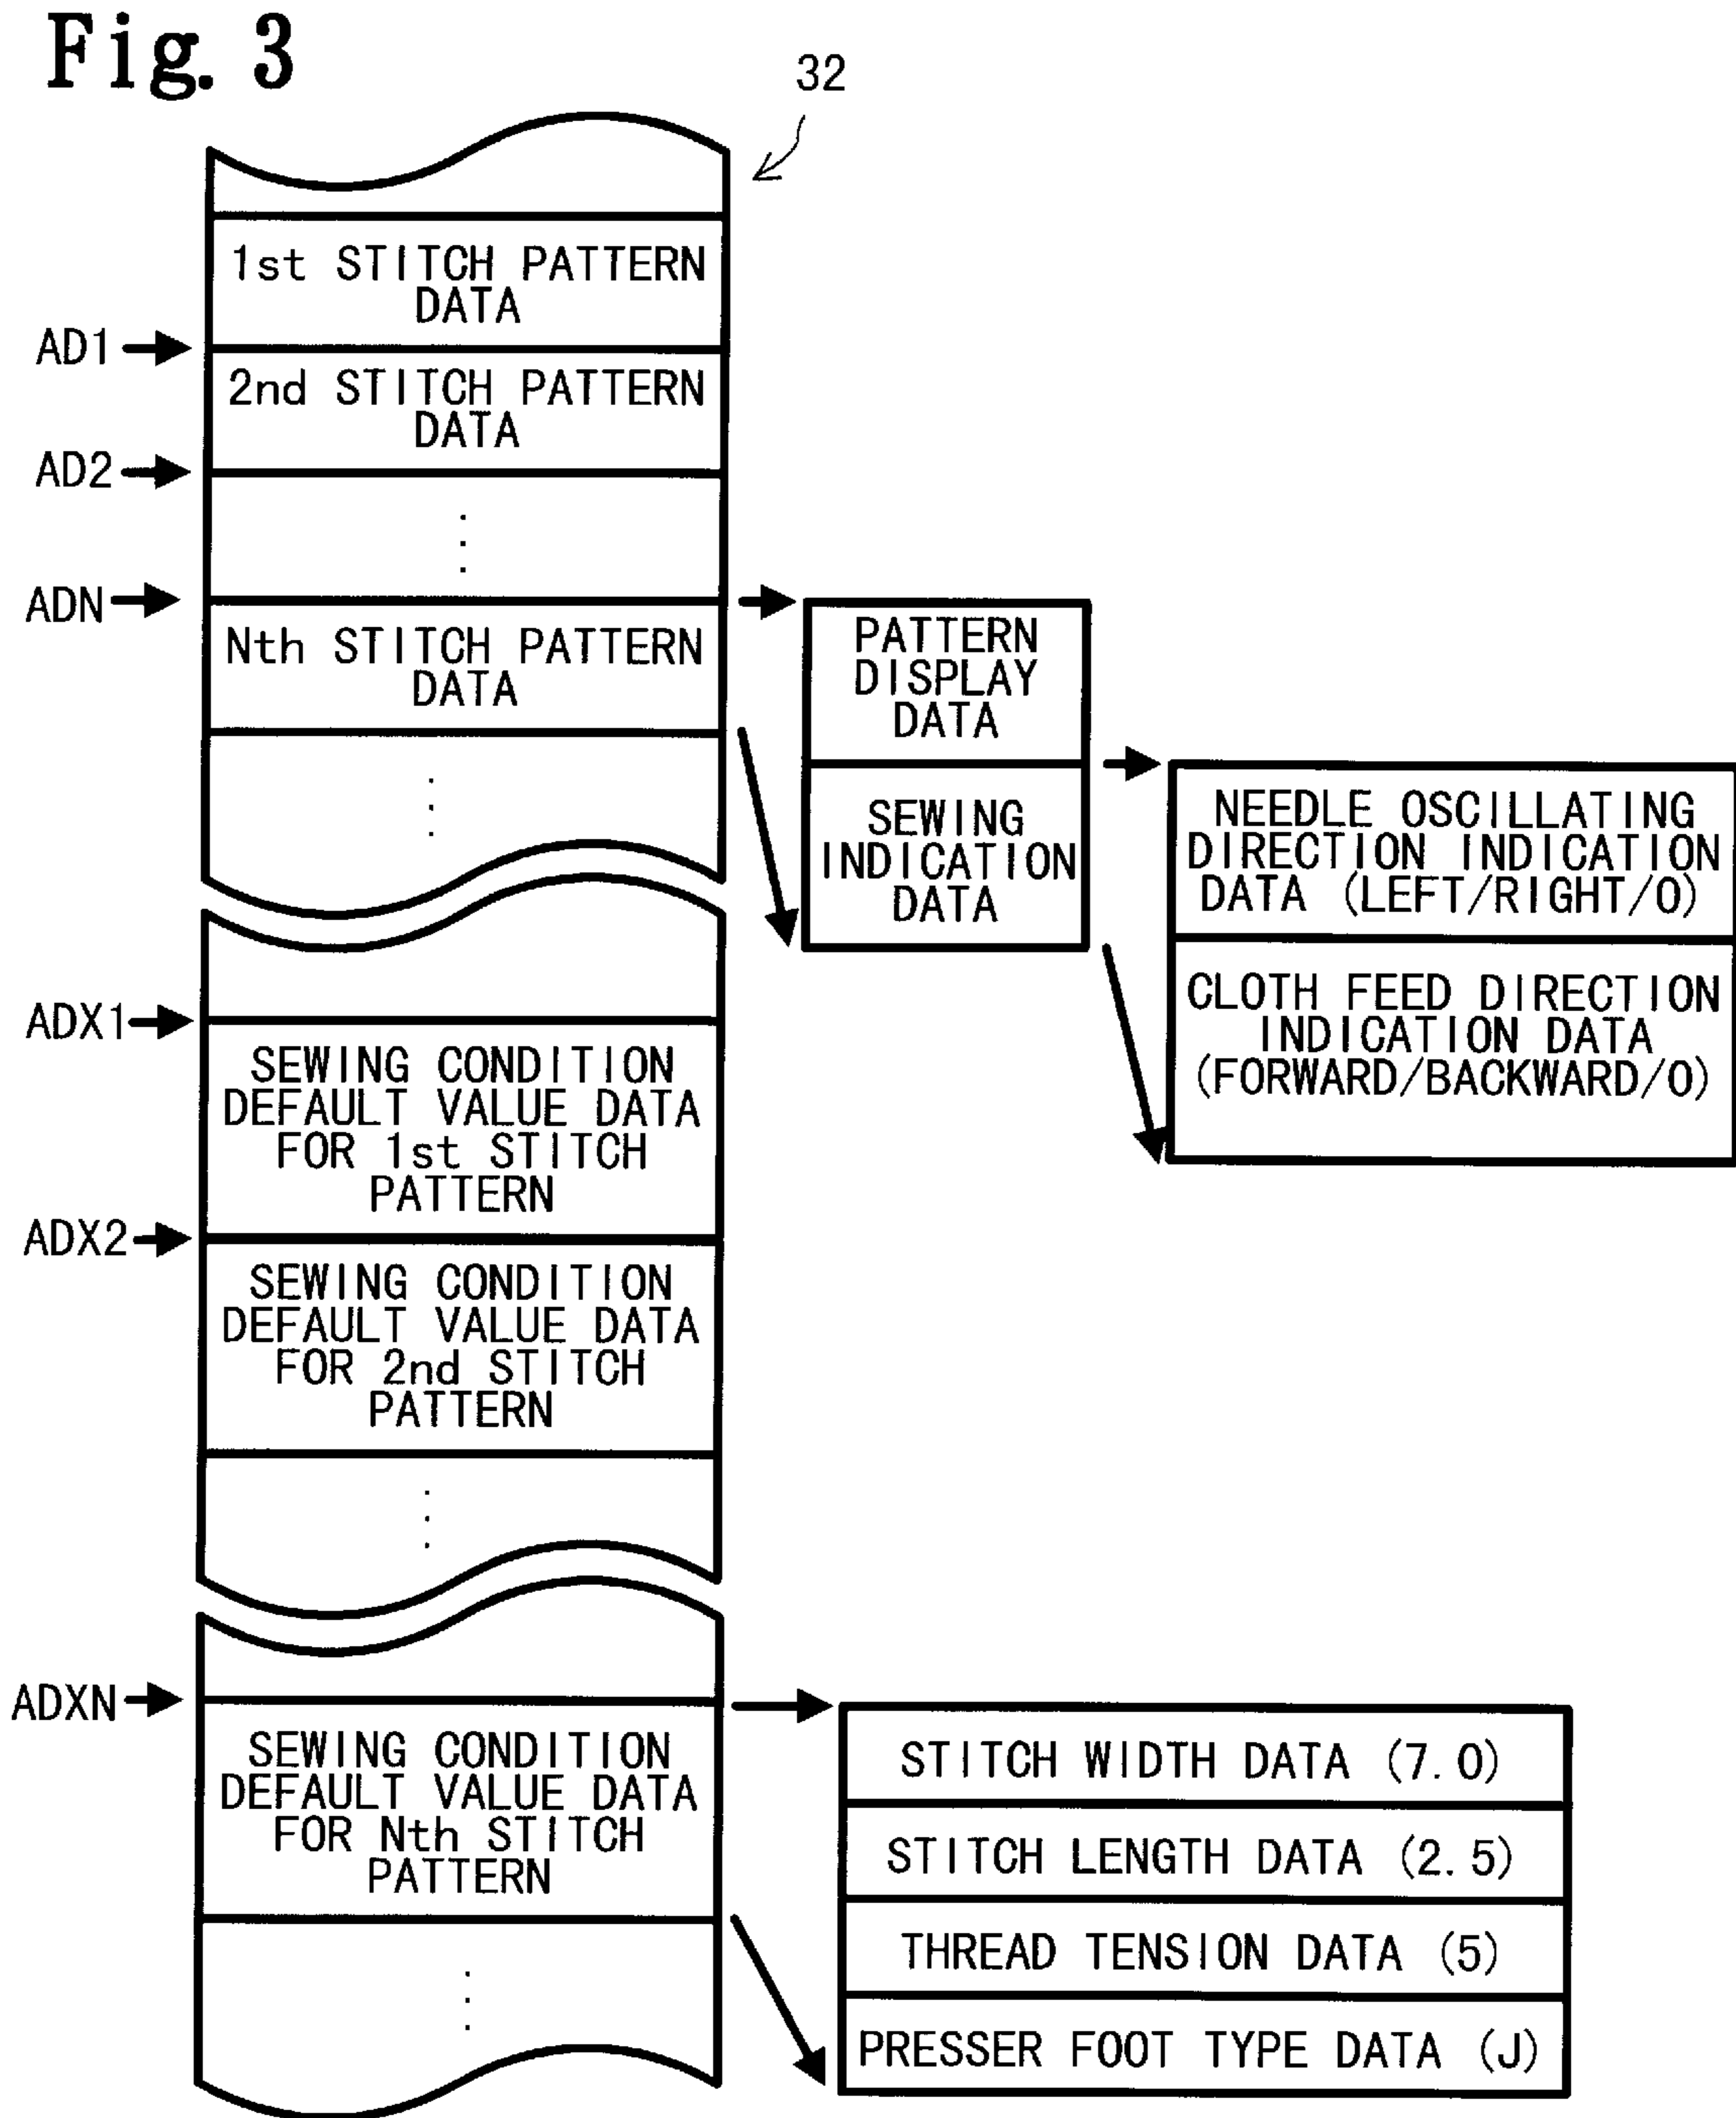 Fig. 3
32
1st STITCH PATTERN
DATA
AD1
2nd STITCH PATTERN
DATA
AD2
ADN
Nth STITCH PATTERN
DATA
PATTERN
DISPLAY
DATA
SEWING
INDICATION
DATA
NEEDLE OSCILLATING
DIRECTION INDICATION
DATA (LEFT/RIGHT/0)
CLOTH FEED DIRECTION
INDICATION DATA
(FORWARD/BACKWARD/0)
ADX1
SEWING CONDITION
DEFAULT VALUE DATA
FOR 1st STITCH
PATTERN
ADX2
SEWING CONDITION
DEFAULT VALUE DATA
FOR 2nd STITCH
PATTERN
ADXN
SEWING CONDITION
DEFAULT VALUE DATA
FOR Nth STITCH
PATTERN
STITCH WIDTH DATA (7.0)
STITCH LENGTH DATA (2.5)
THREAD TENSION DATA (5)
PRESSER FOOT TYPE DATA (J)